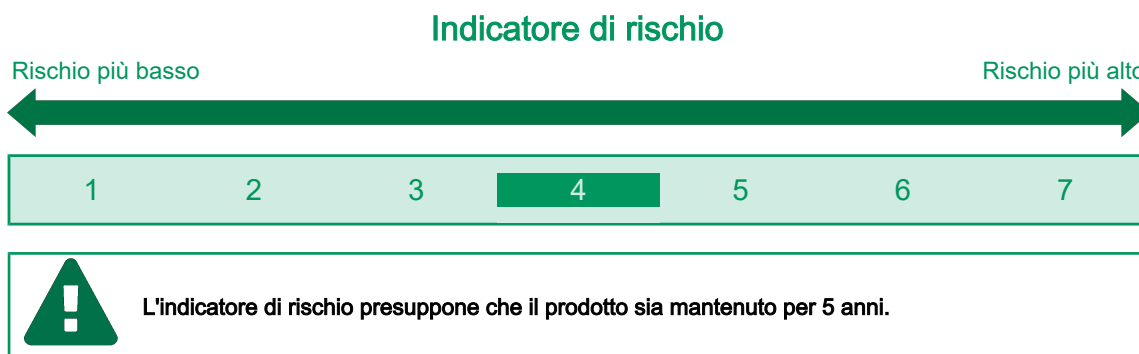 Indicatore di rischio
Rischio più basso Rischio più alto
1 2 3 4 5 6 7
L'indicatore di rischio presuppone che il prodotto sia mantenuto per 5 anni.